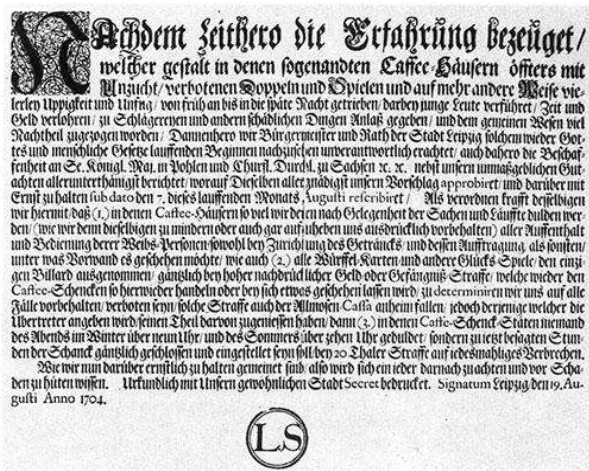 NAchdem zeithero die Erfahrung bezeuget/
welcher gestalt in denen sogenandten Caffee-Häusern öffters mit
Unzucht/ verbotenen Doppeln und Spielen und auf mehr andere Weise vie-
lerley Uppigkeit und Unfug/ von früh an bis in die späte Nacht getrieben/ darbey junge Leute verführet/ Zeit und
Geld verlohren/ zu Schlägereyen und andern schädlichen Dingen Anlaß gegeben/ und dem gemeinen Wesen viel
Nachtheil zugezogen worden/ Dannenhero wir Bürgermeister und Rath der Stadt Leipzig solchem wieder Got-
tes und menschliche Gesetze lauffenden Beginnen nachzusehen unverantwortlich erachtet/ auch dahero die Beschaf-
fenheit an Se. Königl. Maj. in Pohlen und Churfl. Durchl. zu Sachsen ꝛc. ꝛc. nebst unsern unmaßgeblichen Gut-
achten allerunterthänigst berichtet/ worauf Dieselben allergnädigst unsern Vorschlag approbirett/ und darüber mit
Ernst zu halten sub dato den 7. dieses lauffenden Monats, Augusti rescribirett/ Als verordnen krafft desselbigen
wir hiermit/ daß (1.) in denen Caffee-Häusern so viel wir deren nach Gelegenheit der Sachen und Läuffte dulden wer-
den/ (wie wir denn dieselbigen zu mindern oder auch gar aufzuheben uns ausdrücklich vorbehalten) aller Auffenthalt
und Bedienung derer Weibs-Personen sowohl bey Zurichtung des Getrancks/ und dessen Aufftragung, als sonsten/
unter was Vorwand es geschehen möchte/ wie auch (2.) alle Würffel-Karten und andere Glücks-Spiele/ den einzi-
gen Billard ausgenommen/ gäntzlich bey hoher nachdrücklicher Geld- oder Gefängnüß-Straffe/ welche wieder den
Caffee-Schencken so hierwieder handeln oder bey sich etwas geschehen lassen wird/ zu determiniren wir uns auf alle
Fälle vorbehalten/ verboten seyn/ solche Straffe auch der Allmosen-Cassa anheim fallen/ jedoch derjenige welcher die
Ubertreter angeben wird/ seinen Theil darvon zugeniessen haben/ dann (3.) in denen Caffe-Schenck-Stäten niemand
des Abends im Winter über neun Uhr/ und des Sommers über zehen Uhr geduldet/ sondern zu jetzt besagten Stun-
den der Schanck gäntzlich geschlossen und eingestellet seyn soll/ bey 20 Thaler Straffe auf iedesmahliges Verbrechen.
Wie wir nun darüber ernstlich zu halten gemeinet sind/ also wird sich ein ieder darnach zu achten und vor Scha-
den zu hüten wissen. Urkundlich mit Unsern gewöhnlichen Stadt Secret bedrucket. Signatum Leipzig/ den 19. Au-
gusti Anno 1704.
LS